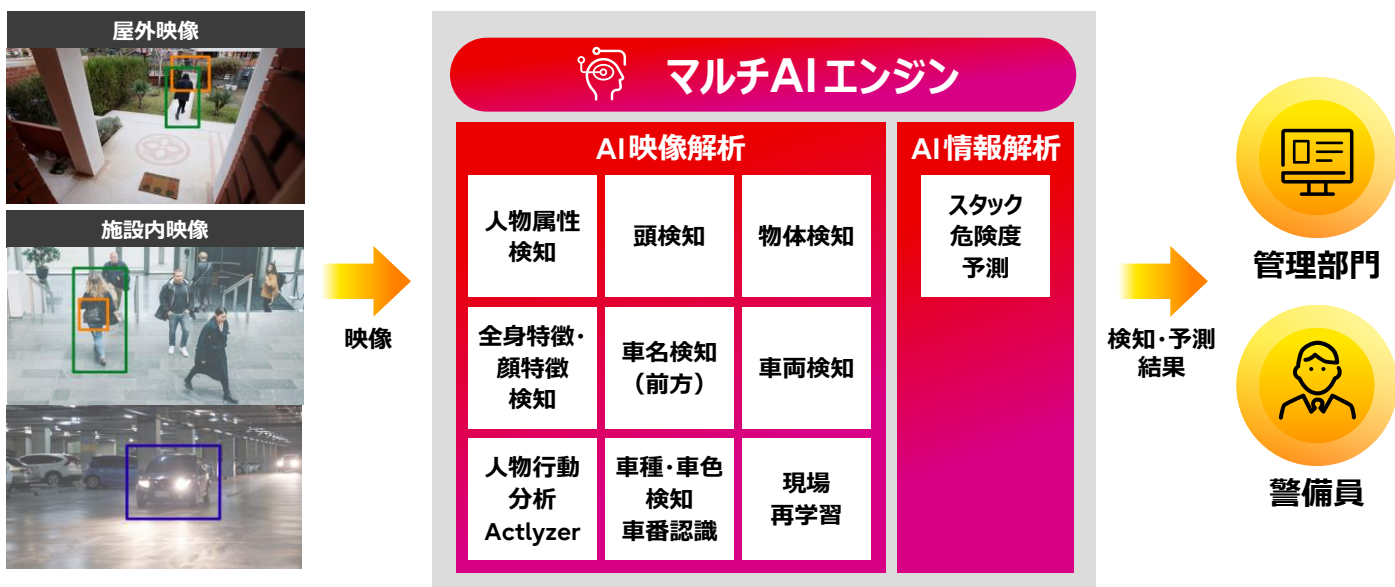 屋外映像
施設内映像
映像
マルチAIエンジン
AI映像解析
人物属性
検知
頭検知
物体検知
全身特徴・
顔特徴
検知
車名検知
（前方）
車両検知
人物行動
分析
Actlyzer
車種・車色
検知
車番認識
現場
再学習
AI情報解析
スタック
危険度
予測
検知・予測
結果
管理部門
警備員